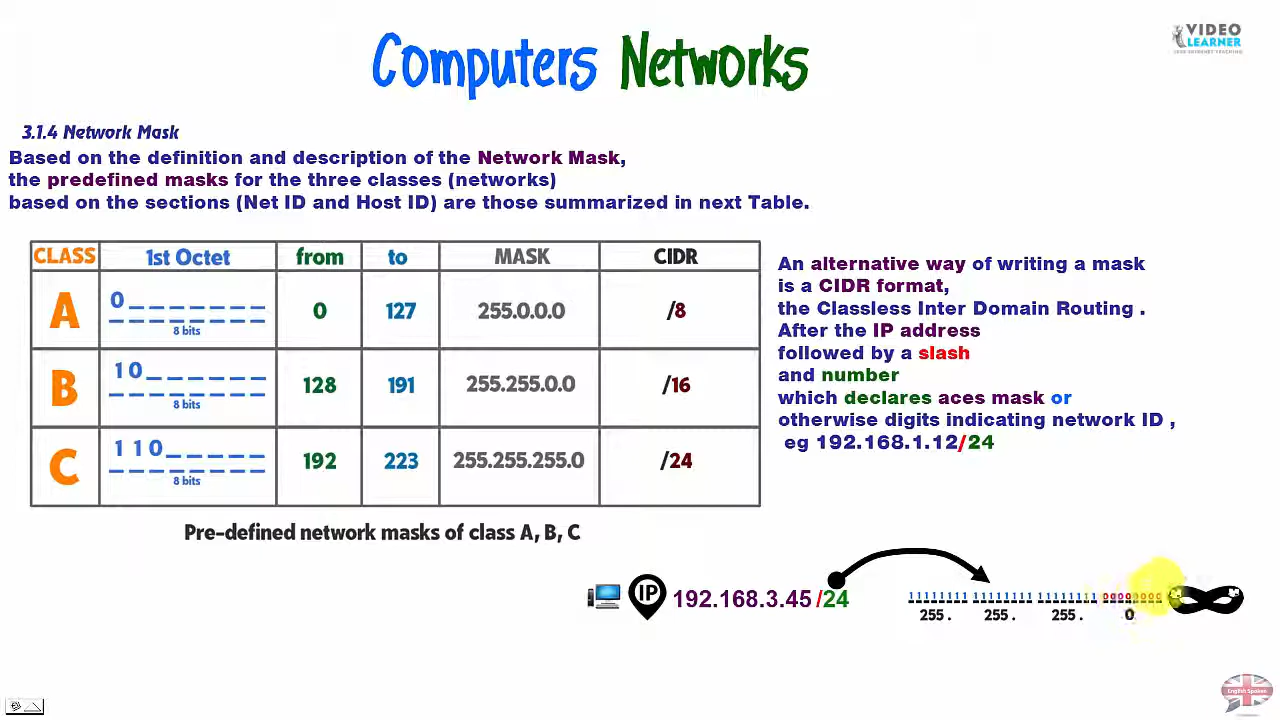 VIDEO
LEARNER
Computers Networks
3.1.4 Network Mask
Based on the definition and description of the Network Mask,
the predefined masks for the three classes (networks)
based on the sections (Net ID and Host ID) are those summarized in next Table.
CLASS 1st Octet from to MASK CIDR
A 0_ _ _ _ _ _ _ 0 127 255.0.0.0 /8
8 bits
B 10_ _ _ _ _ _ 128 191 255.255.0.0 /16
8 bits
C 110_ _ _ _ _ 192 223 255.255.255.0 /24
8 bits
Pre-defined network masks of class A, B, C
An alternative way of writing a mask
is a CIDR format,
the Classless Inter Domain Routing .
After the IP address
followed by a slash
and number
which declares aces mask or
otherwise digits indicating network ID ,
eg 192.168.1.12/24
IP 192.168.3.45 /24
11111111 11111111 11111111 00000000
255. 255. 255. 0
English Spoken